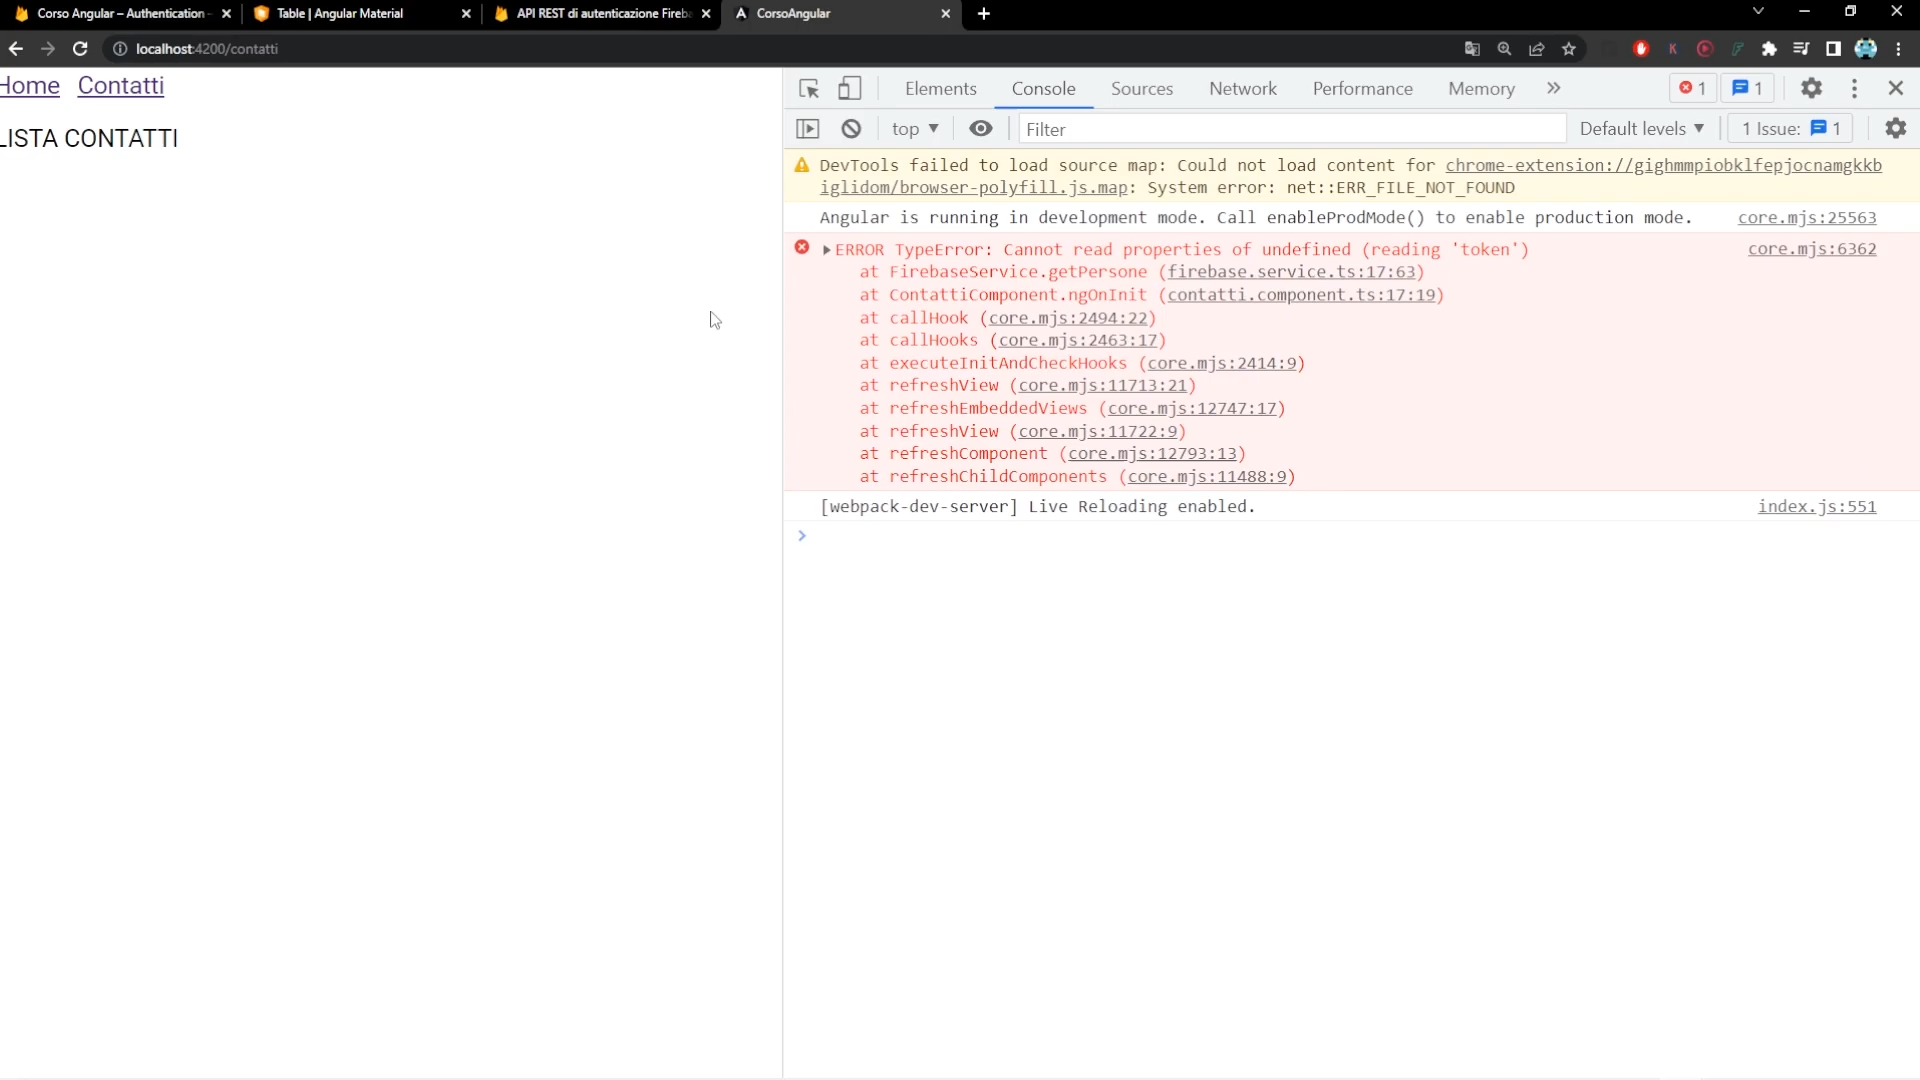 Corso Angular – Authentication -
Table | Angular Material
API REST di autenticazione Fireba
CorsoAngular
localhost:4200/contatti
Home Contatti
LISTA CONTATTI
Elements Console Sources Network Performance Memory 1 1
top Filter Default levels 1 Issue: 1
DevTools failed to load source map: Could not load content for chrome-extension://gighmmpiobklfepjocnamgkkb
iglidom/browser-polyfill.js.map: System error: net::ERR_FILE_NOT_FOUND
Angular is running in development mode. Call enableProdMode() to enable production mode. core.mjs:25563
ERROR TypeError: Cannot read properties of undefined (reading 'token') core.mjs:6362
at FirebaseService.getPersone (firebase.service.ts:17:63)
at ContattiComponent.ngOnInit (contatti.component.ts:17:19)
at callHook (core.mjs:2494:22)
at callHooks (core.mjs:2463:17)
at executeInitAndCheckHooks (core.mjs:2414:9)
at refreshView (core.mjs:11713:21)
at refreshEmbeddedViews (core.mjs:12747:17)
at refreshView (core.mjs:11722:9)
at refreshComponent (core.mjs:12793:13)
at refreshChildComponents (core.mjs:11488:9)
[webpack-dev-server] Live Reloading enabled. index.js:551